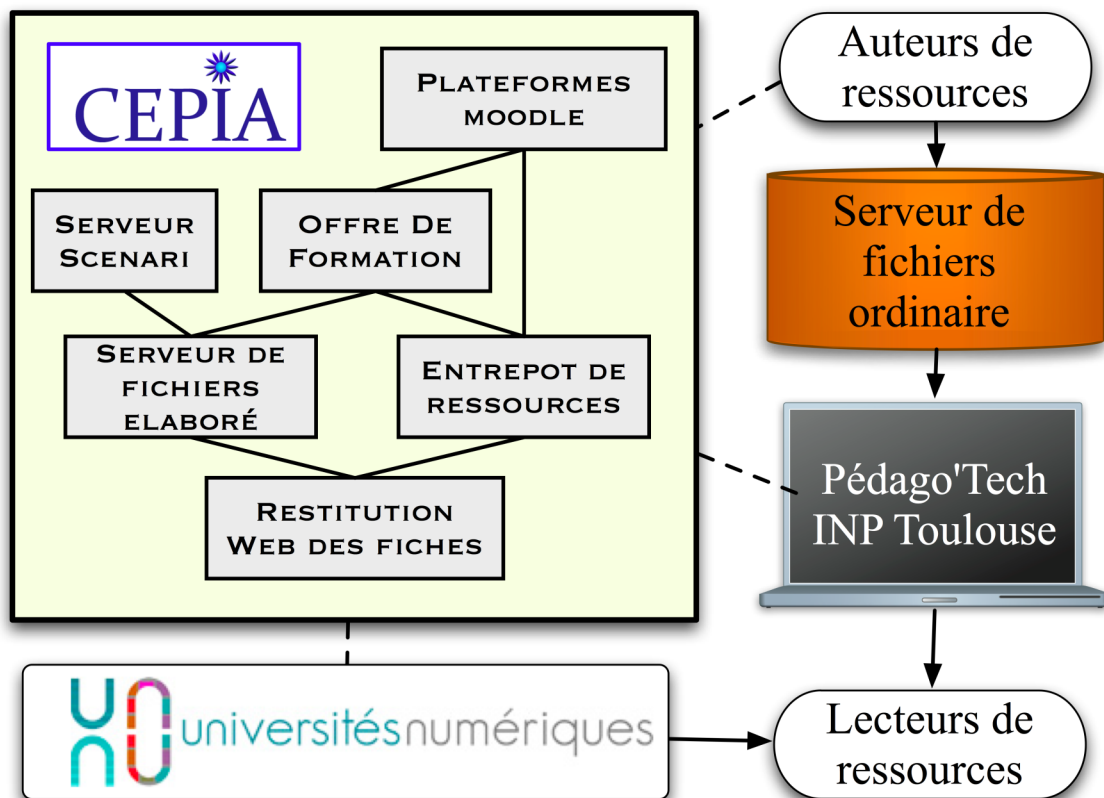 CEPIA
PLATEFORMES
MOODLE
SERVEUR
SCENARI
OFFRE DE
FORMATION
SERVEUR DE
FICHIERS
ELABORÉ
ENTREPOT DE
RESSOURCES
RESTITUTION
WEB DES FICHES
Auteurs de
ressources
Serveur de
fichiers
ordinaire
Pédago'Tech
INP Toulouse
universitésnumériques
Lecteurs de
ressources